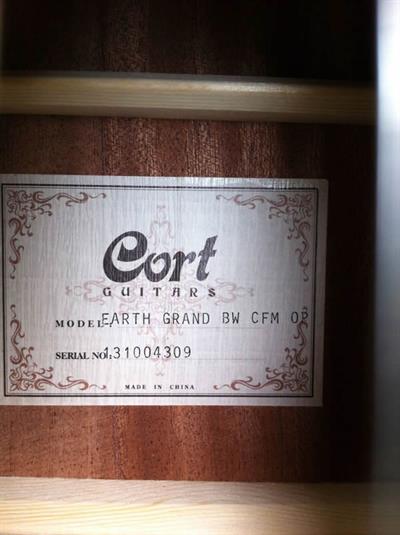 Cort
GUITARS
MODEL: EARTH GRAND BW CFM OP
SERIAL NO.: 131004309
MADE IN CHINA